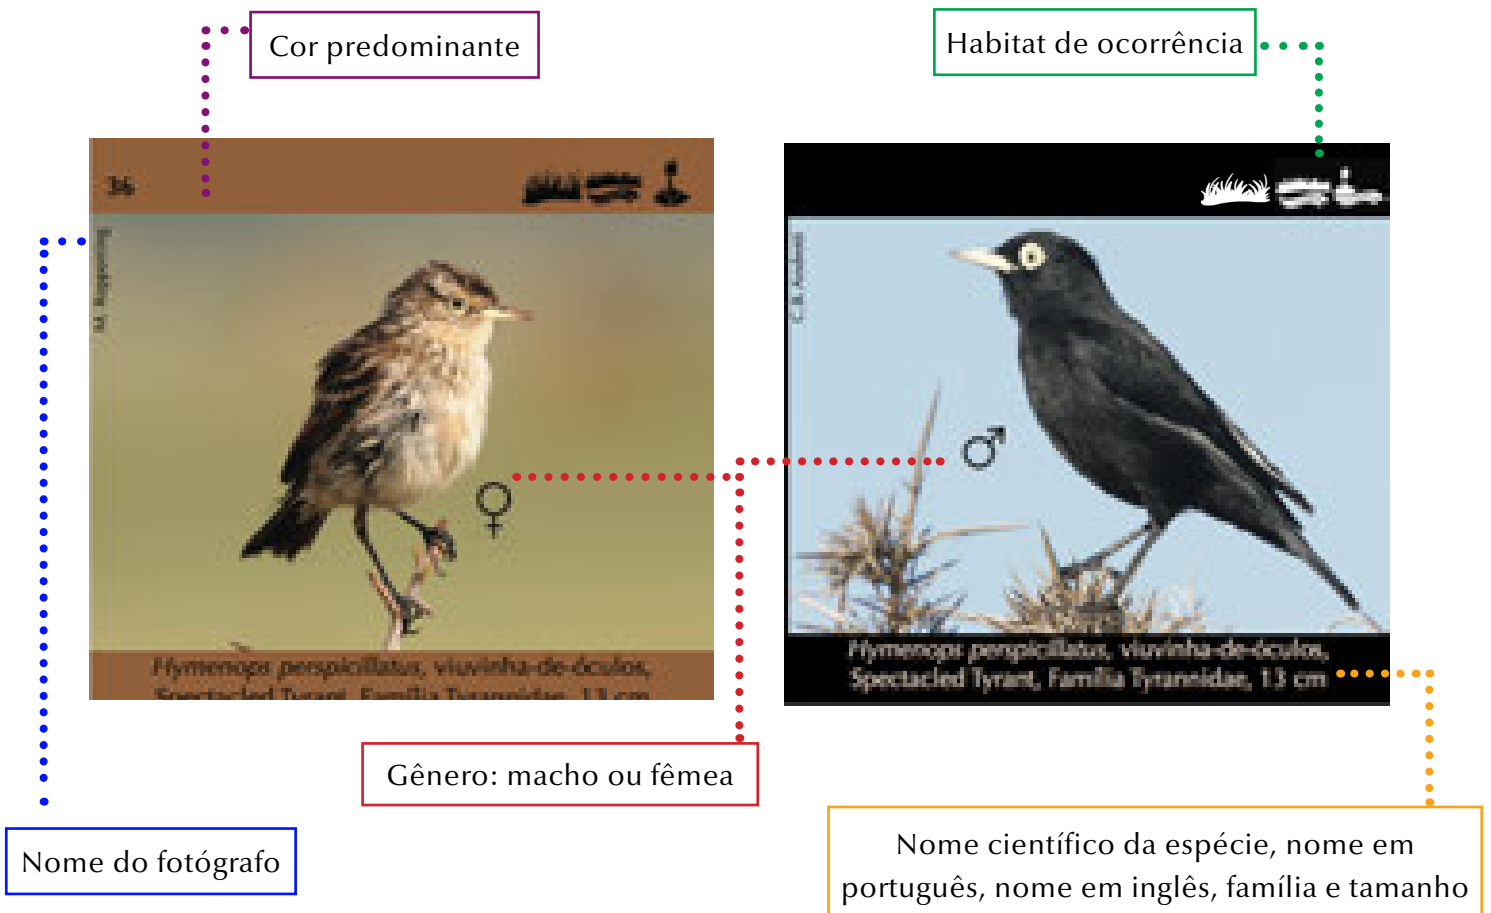 Cor predominante
Habitat de ocorrência
36
♀
♂
Hymenops perspicillatus, viuvinha-de-óculos,
Spectacled Tyrant, Família Tyrannidae, 13 cm
Hymenops perspicillatus, viuvinha-de-óculos,
Spectacled Tyrant, Família Tyrannidae, 13 cm
Gênero: macho ou fêmea
Nome do fotógrafo
Nome científico da espécie, nome em
português, nome em inglês, família e tamanho